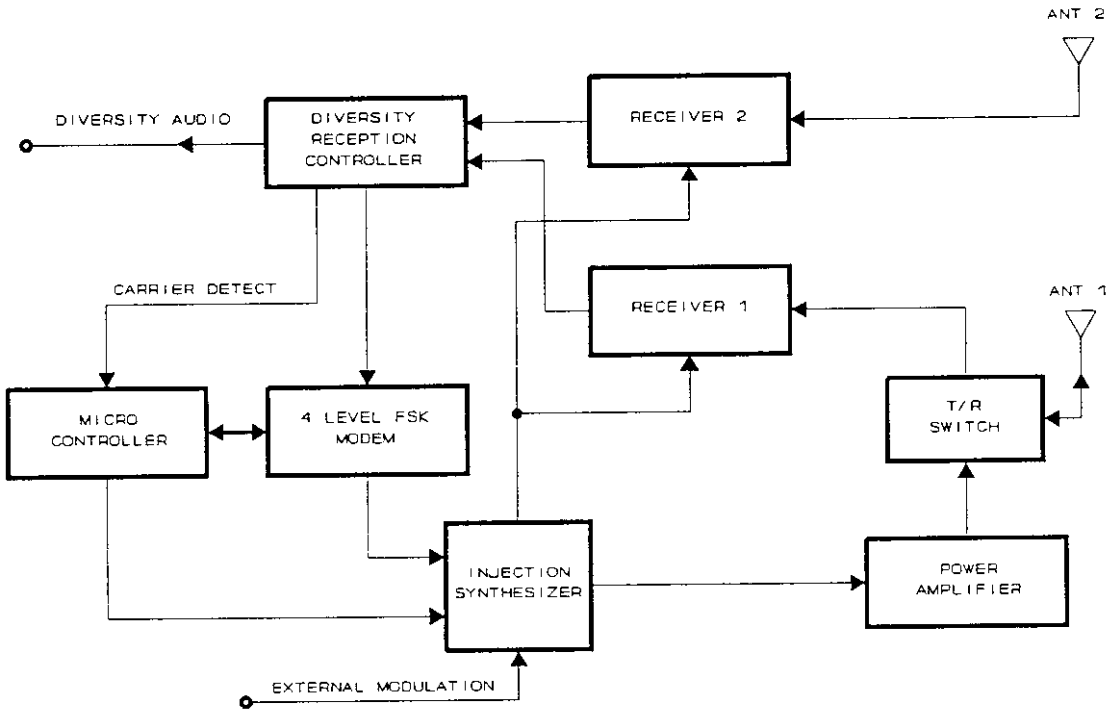 ANT 2
DIVERSITY AUDIO
DIVERSITY
RECEPTION
CONTROLLER
RECEIVER 2
CARRIER DETECT
RECEIVER 1
ANT 1
MICRO
CONTROLLER
4 LEVEL FSK
MODEM
T/R
SWITCH
INJECTION
SYNTHESIZER
POWER
AMPLIFIER
EXTERNAL MODULATION